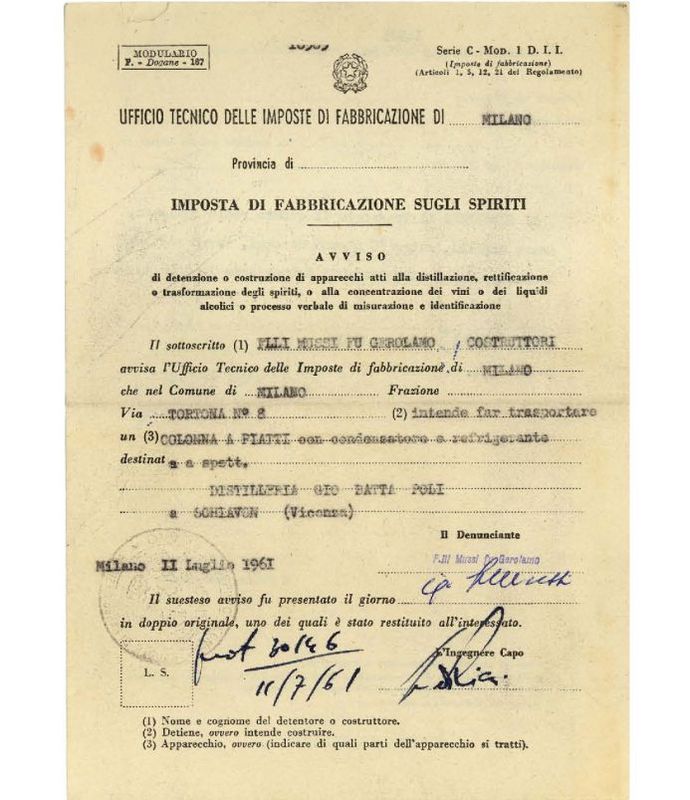 MODULARIO
F. - Dogane - 187
18989
Serie C - Mod. 1 D. I. I.
(Imposta di fabbricazione)
(Articoli 1, 5, 12, 21 del Regolamento)
UFFICIO TECNICO DELLE IMPOSTE DI FABBRICAZIONE DI MILANO
Provincia di
IMPOSTA DI FABBRICAZIONE SUGLI SPIRITI
AVVISO
di detenzione o costruzione di apparecchi atti alla distillazione, rettificazione
o trasformazione degli spiriti, o alla concentrazione dei vini o dei liquidi
alcolici o processo verbale di misurazione e identificazione
Il sottoscritto (1) FLLI MUSSI FU GEROLAMO , COSTRUTTORI
avvisa l'Ufficio Tecnico delle Imposte di fabbricazione di MILANO
che nel Comune di MILANO Frazione
Via TORTONA N° 8 (2) intende far trasportare
un (3) COLONNA A PIATTI con condensatore e refrigerante
destinat a a spett.
DISTILLERIA GIO BATTA POLI
a SCHIAVON (Vicenza)
Il Denunciante
Milano 11 Luglio 1961
F.lli Mussi fu Gerolamo
Il suesteso avviso fu presentato il giorno
in doppio originale, uno dei quali è stato restituito all'interessato.
prot 30146
L'Ingegnere Capo
L. S.
11/7/61
(1) Nome e cognome del detentore o costruttore.
(2) Detiene, ovvero intende costruire.
(3) Apparecchio, ovvero (indicare di quali parti dell'apparecchio si tratti).